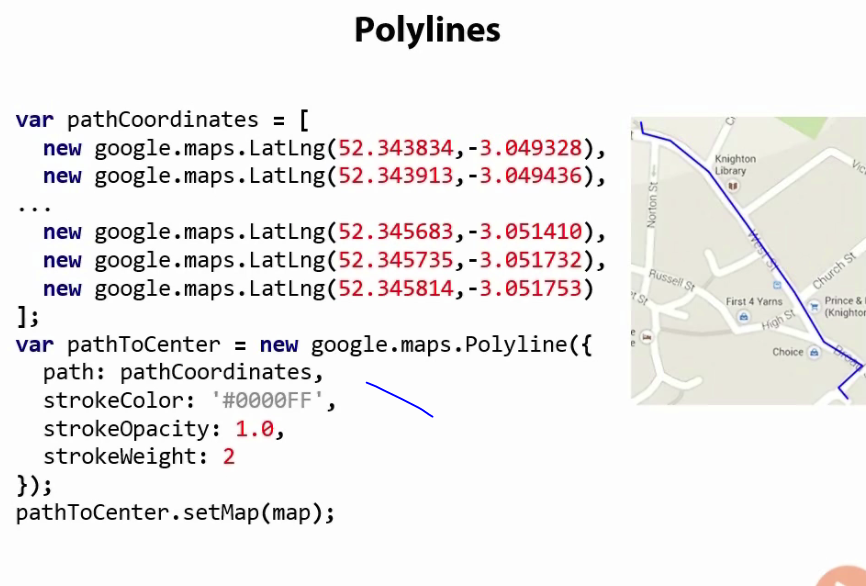 Polylines
var pathCoordinates = [
new google.maps.LatLng(52.343834,-3.049328),
new google.maps.LatLng(52.343913,-3.049436),
...
new google.maps.LatLng(52.345683,-3.051410),
new google.maps.LatLng(52.345735,-3.051732),
new google.maps.LatLng(52.345814,-3.051753)
];
var pathToCenter = new google.maps.Polyline({
path: pathCoordinates,
strokeColor: '#0000FF',
strokeOpacity: 1.0,
strokeWeight: 2
});
pathToCenter.setMap(map);
Knighton
Library
Norton St
West St
Church St
Russell St
First 4 Yarns
Prince &
(Knighton
High St
Choice